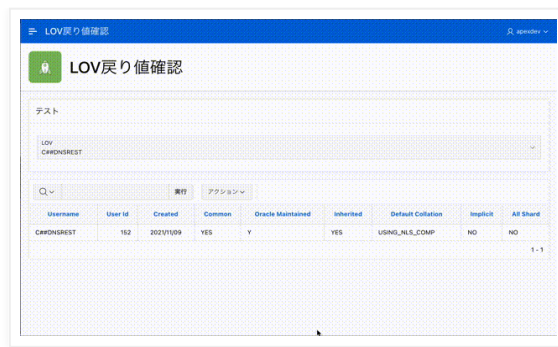 LOV戻り値確認
apexdev
LOV戻り値確認
テスト
LOV
C##DNSREST
実行 アクション
Username User Id Created Common Oracle Maintained Inherited Default Collation Implicit All Shard
C##DNSREST 152 2021/11/09 YES Y YES USING_NLS_COMP NO NO
1 - 1